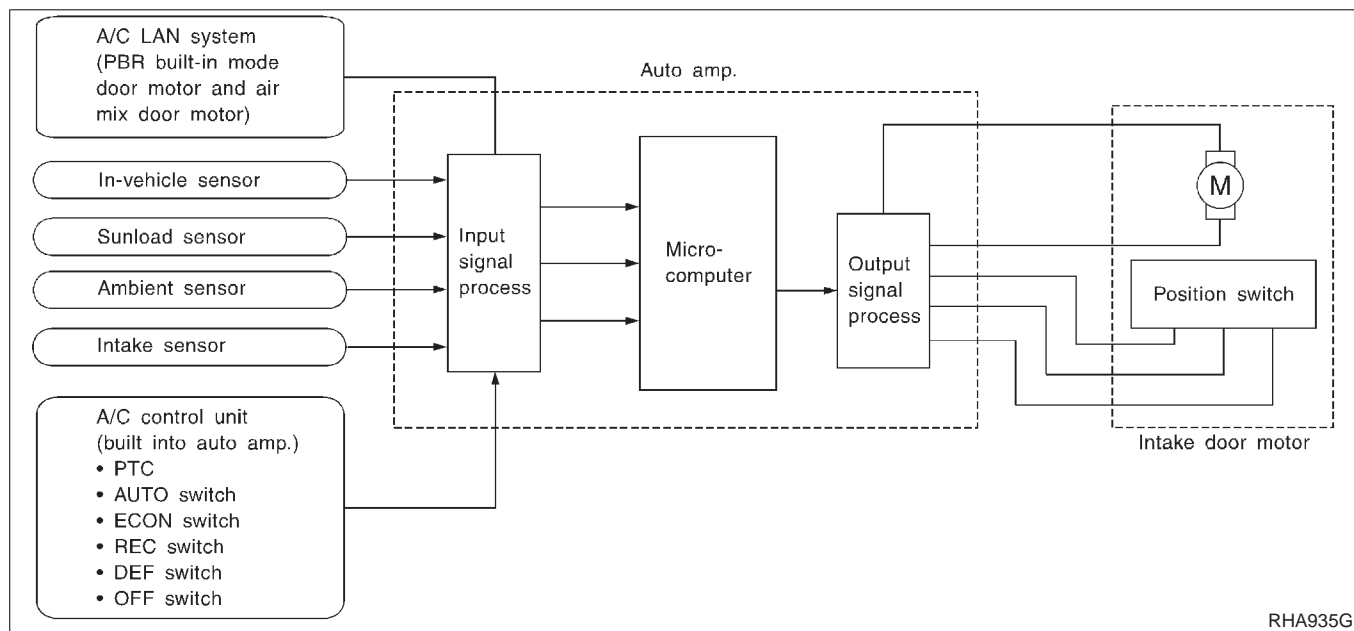 A/C LAN system
(PBR built-in mode
door motor and air
mix door motor)
In-vehicle sensor
Sunload sensor
Ambient sensor
Intake sensor
A/C control unit
(built into auto amp.)
• PTC
• AUTO switch
• ECON switch
• REC switch
• DEF switch
• OFF switch
Auto amp.
Input
signal
process
Micro-
computer
Output
signal
process
M
Position switch
Intake door motor
RHA935G